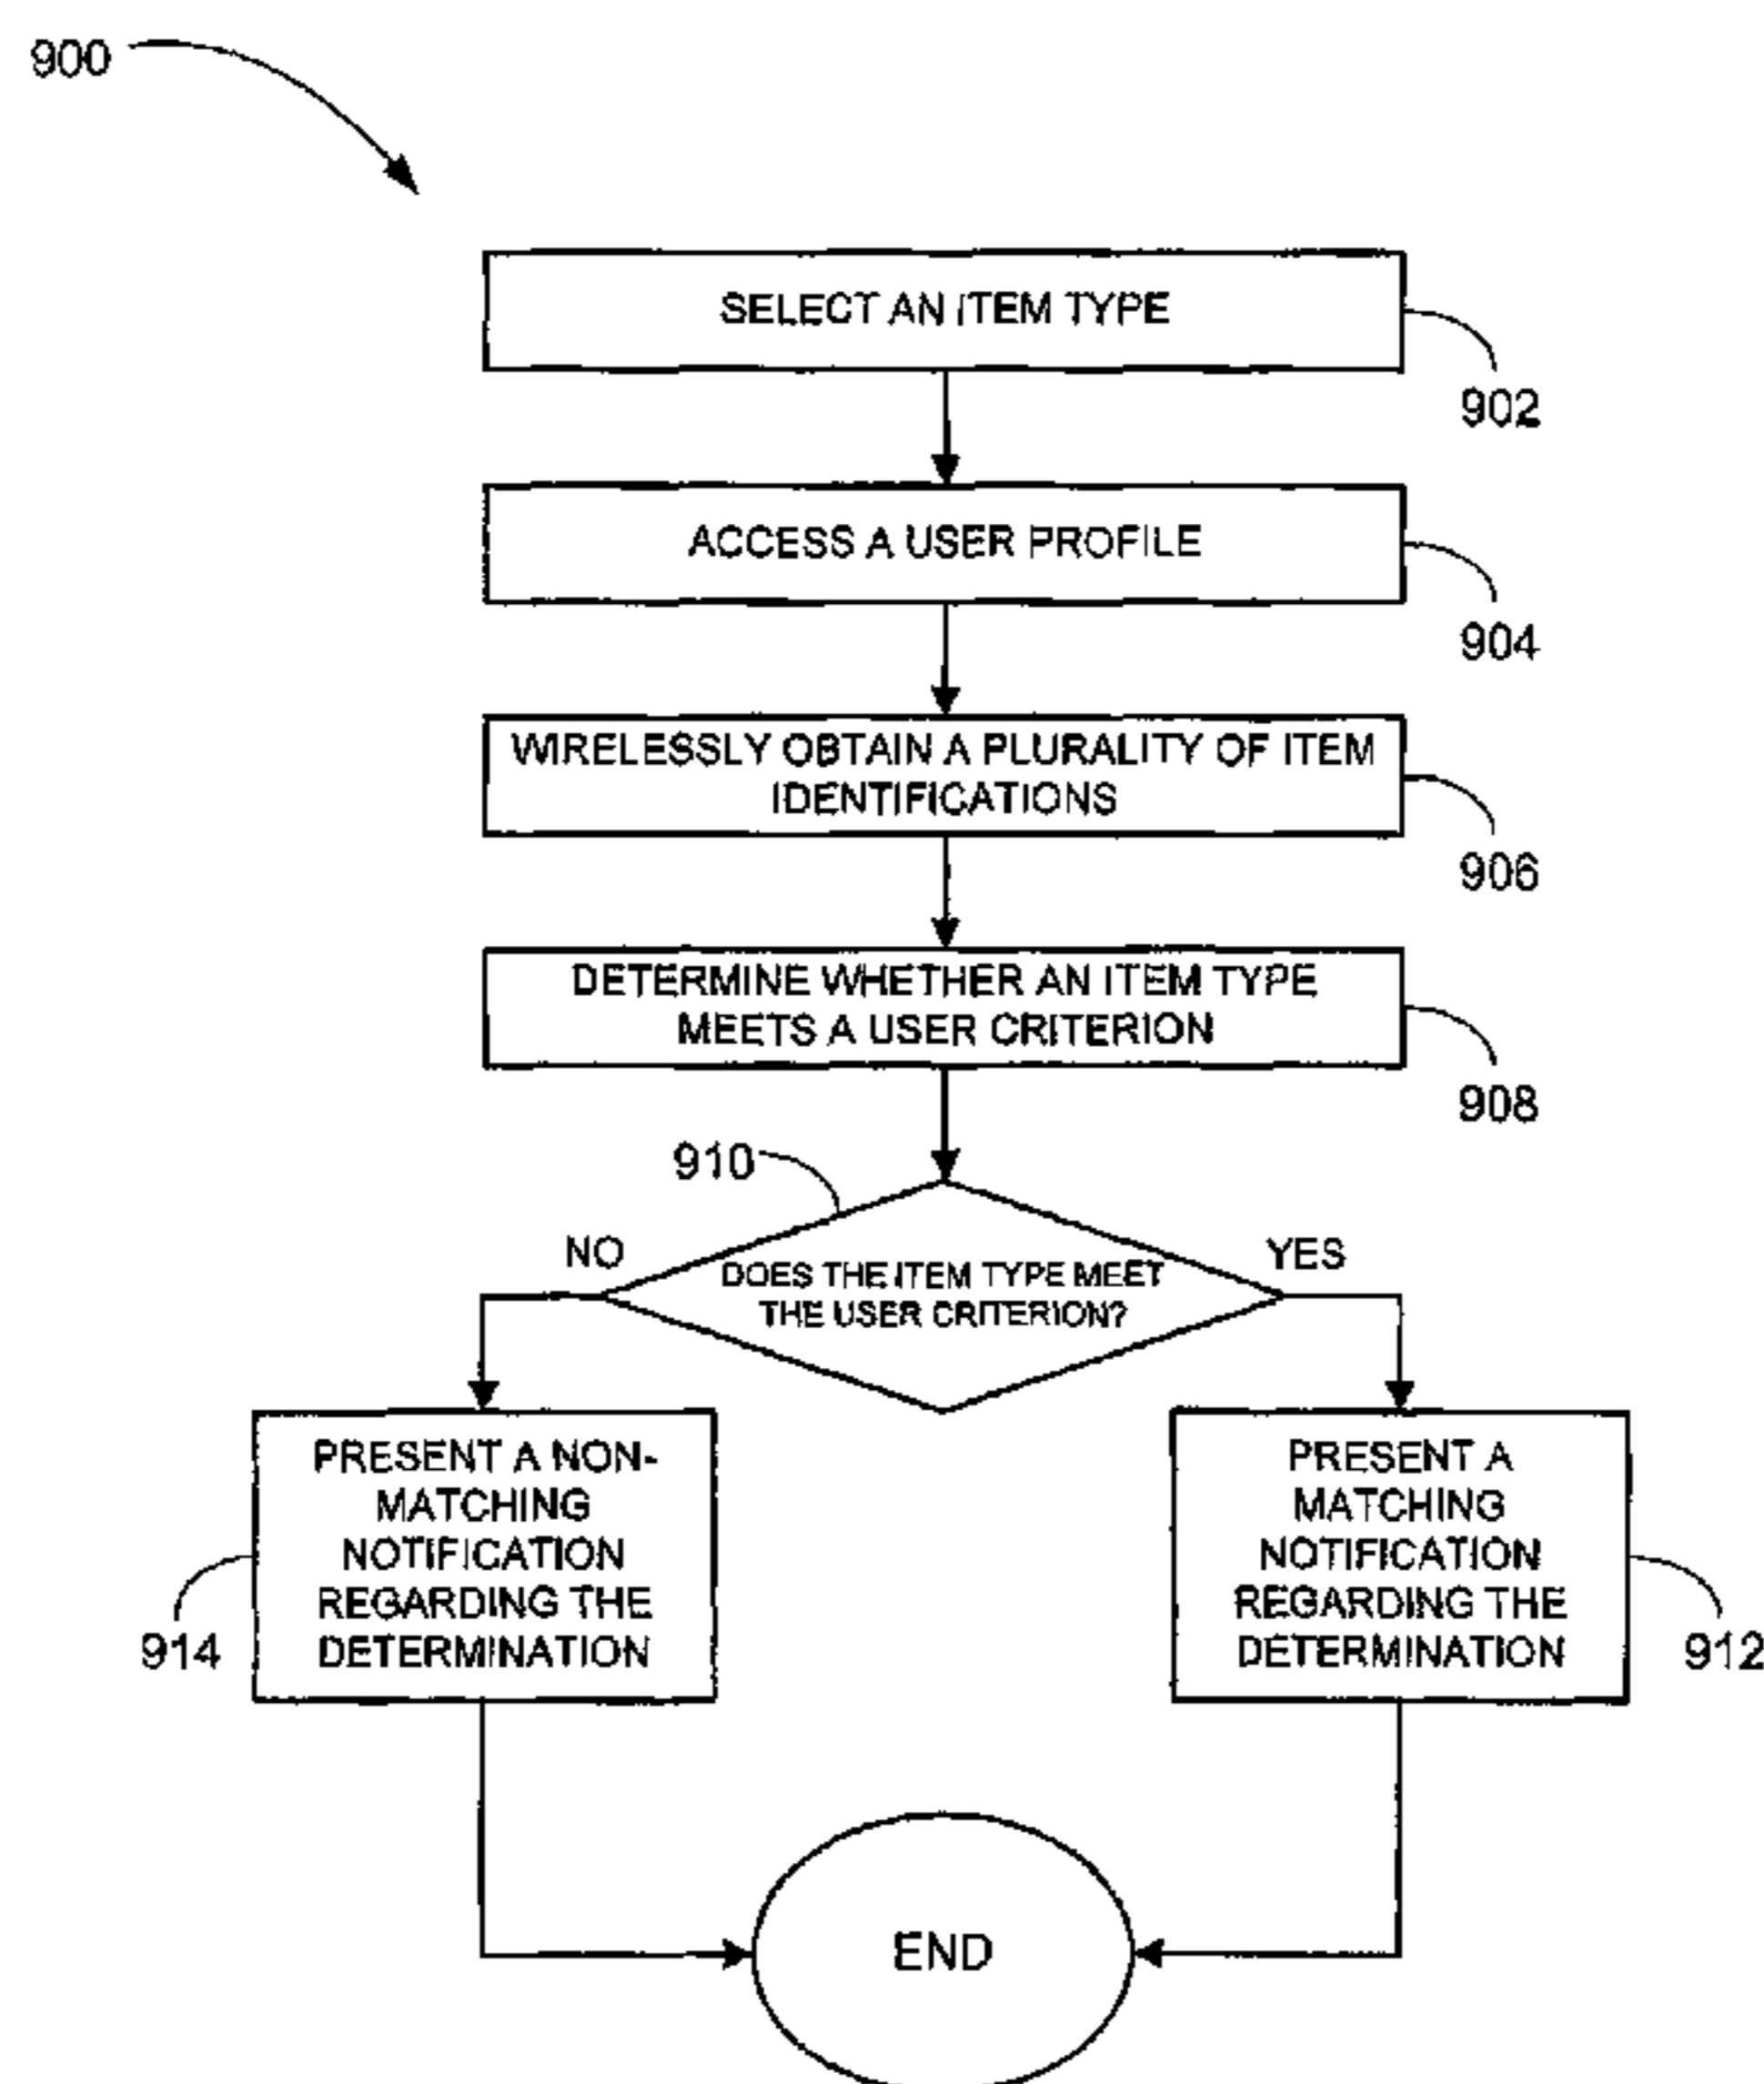 900
SELECT AN ITEM TYPE
902
ACCESS A USER PROFILE
904
WIRELESSLY OBTAIN A PLURALITY OF ITEM
IDENTIFICATIONS
906
DETERMINE WHETHER AN ITEM TYPE
MEETS A USER CRITERION
908
910
NO
YES
DOES THE ITEM TYPE MEET
THE USER CRITERION?
PRESENT A NON-
MATCHING
NOTIFICATION
REGARDING THE
DETERMINATION
914
PRESENT A
MATCHING
NOTIFICATION
REGARDING THE
DETERMINATION
912
END